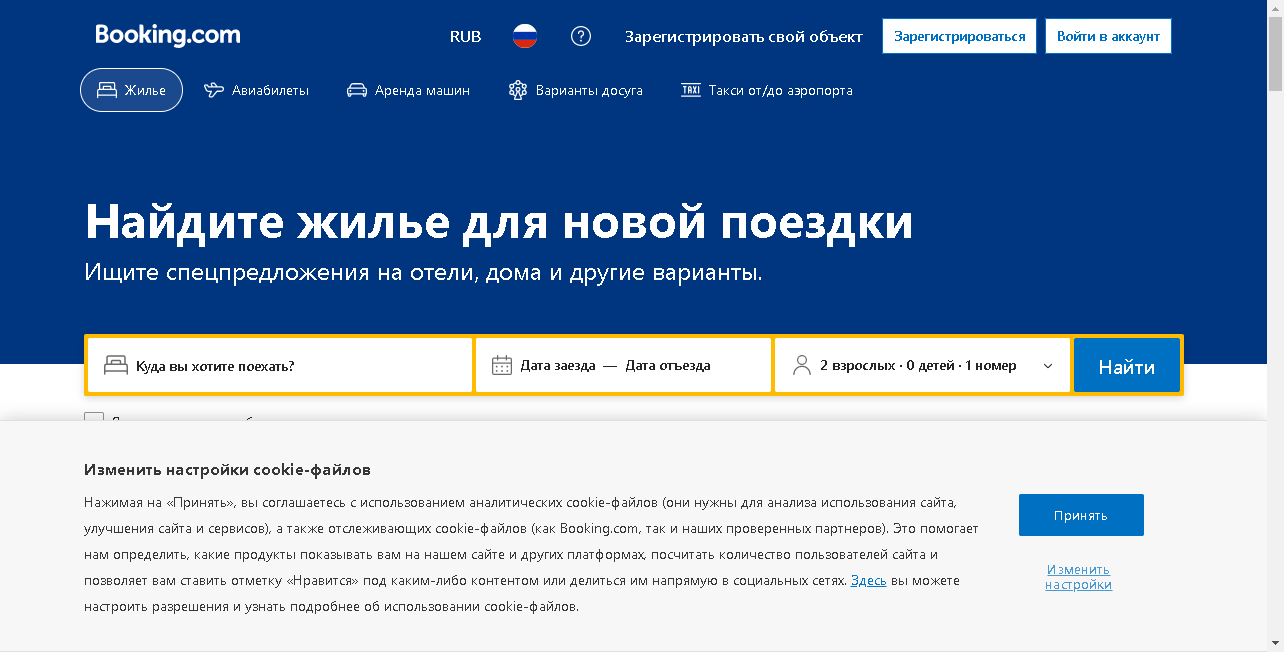 Booking.com
RUB
Зарегистрировать свой объект
Зарегистрироваться
Войти в аккаунт
Жилье
Авиабилеты
Аренда машин
Варианты досуга
TAXI
Такси от/до аэропорта
Найдите жилье для новой поездки
Ищите спецпредложения на отели, дома и другие варианты.
Куда вы хотите поехать?
Дата заезда — Дата отъезда
2 взрослых · 0 детей · 1 номер
Найти
Изменить настройки cookie-файлов
Нажимая на «Принять», вы соглашаетесь с использованием аналитических cookie-файлов (они нужны для анализа использования сайта,
улучшения сайта и сервисов), а также отслеживающих cookie-файлов (как Booking.com, так и наших проверенных партнеров). Это помогает
нам определить, какие продукты показывать вам на нашем сайте и других платформах, посчитать количество пользователей сайта и
позволяет вам ставить отметку «Нравится» под каким-либо контентом или делиться им напрямую в социальных сетях. Здесь вы можете
настроить разрешения и узнать подробнее об использовании cookie-файлов.
Принять
Изменить
настройки